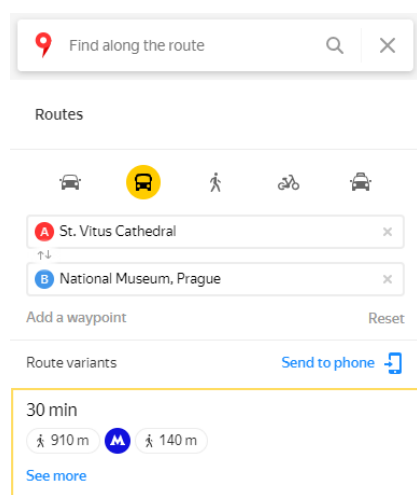 Find along the route
Routes
A St. Vitus Cathedral
B National Museum, Prague
Add a waypoint Reset
Route variants Send to phone
30 min
910 m M 140 m
See more